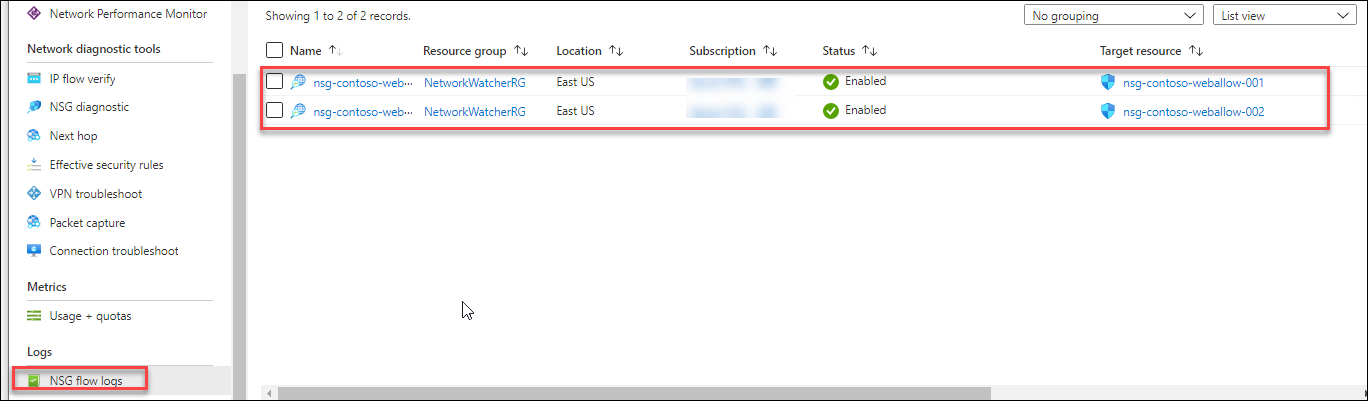 Network Performance Monitor
Network diagnostic tools
IP flow verify
NSG diagnostic
Next hop
Effective security rules
VPN troubleshoot
Packet capture
Connection troubleshoot
Metrics
Usage + quotas
Logs
NSG flow logs
Showing 1 to 2 of 2 records.
No grouping
List view
Name Resource group Location Subscription Status Target resource
nsg-contoso-web... NetworkWatcherRG East US Enabled nsg-contoso-weballow-001
nsg-contoso-web... NetworkWatcherRG East US Enabled nsg-contoso-weballow-002